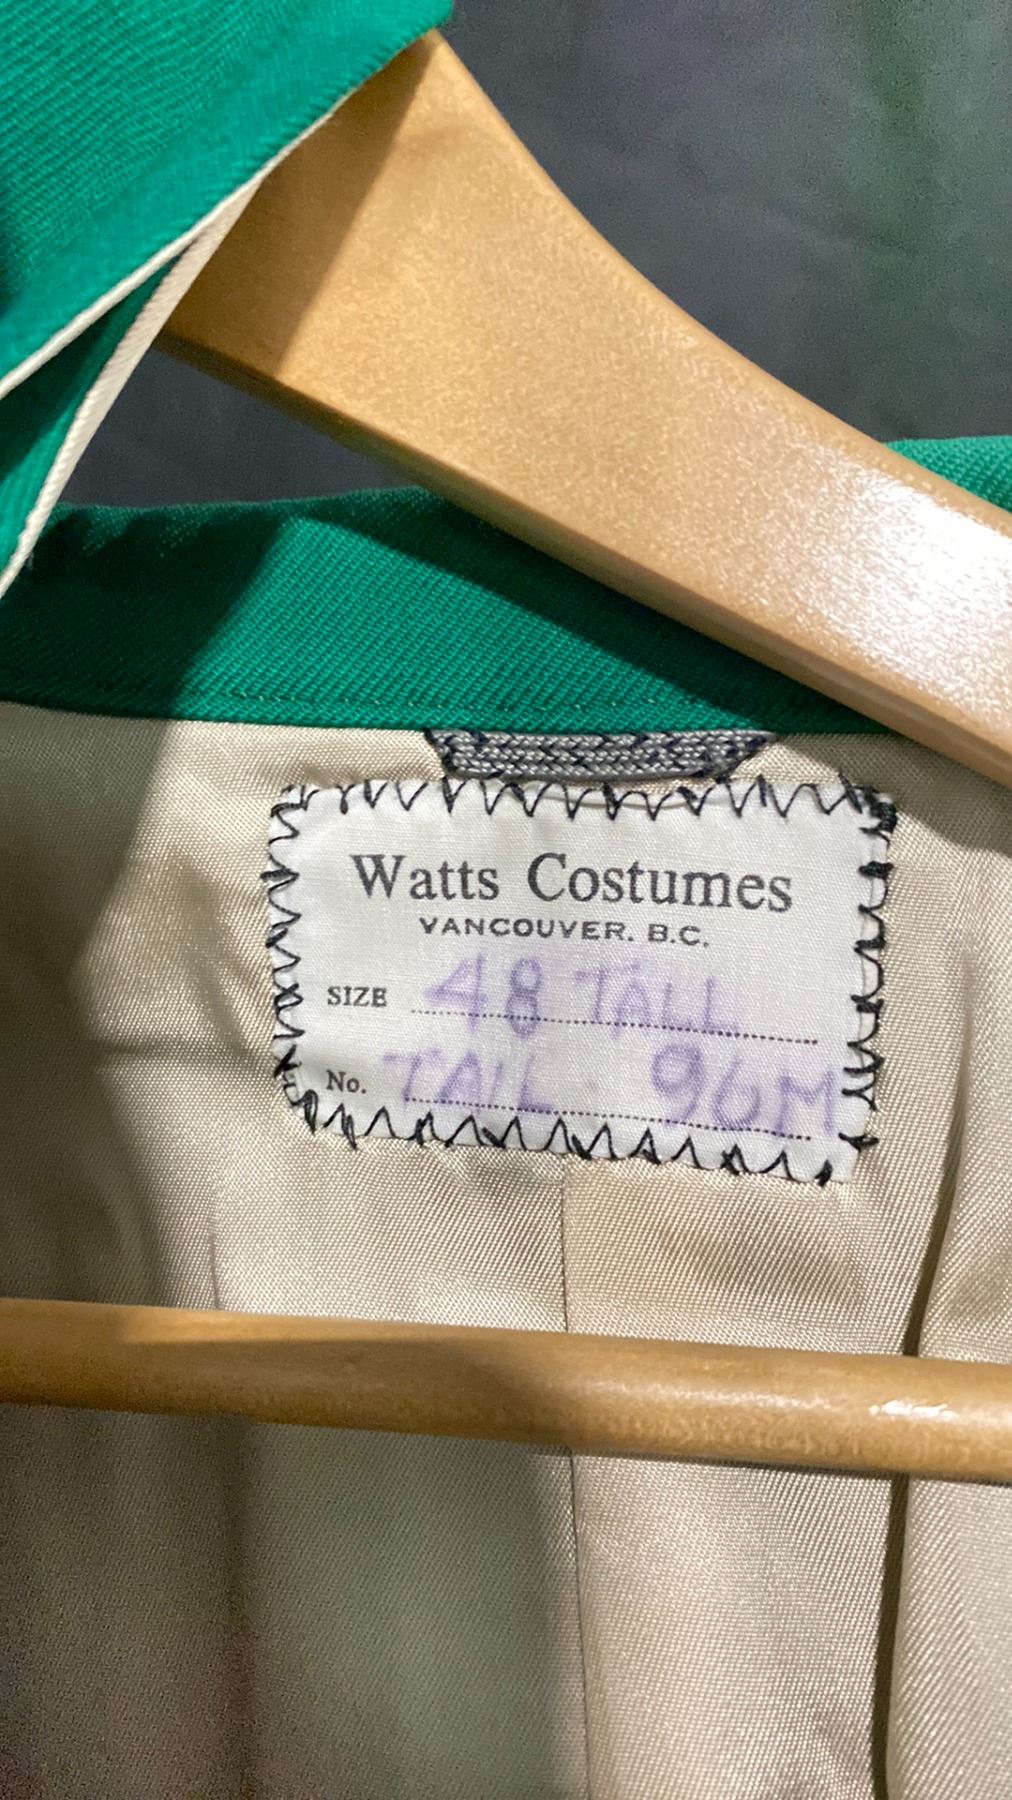 Watts Costumes
VANCOUVER, B.C.
SIZE 48 TALL
No. TAIL 96M